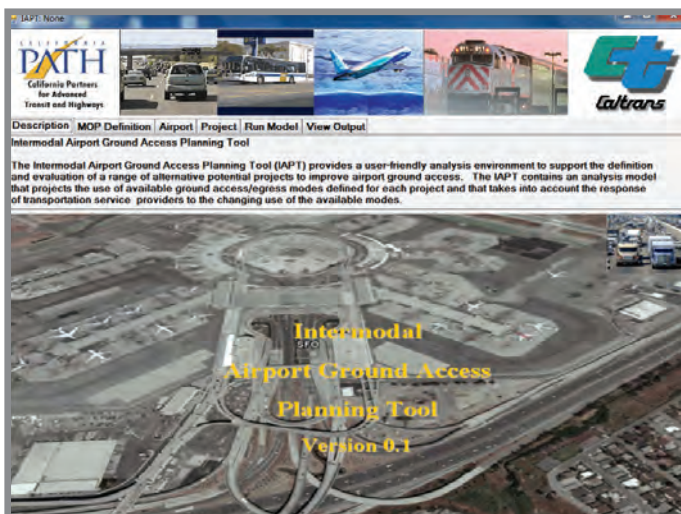 IAPT: None
CALIFORNIA
PATH
California Partners
for Advanced
Transit and Highways
Caltrans
Description MOP Definition Airport Project Run Model View Output
Intermodal Airport Ground Access Planning Tool
The Intermodal Airport Ground Access Planning Tool (IAPT) provides a user-friendly analysis environment to support the definition
and evaluation of a range of alternative potential projects to improve airport ground access. The IAPT contains an analysis model
that projects the use of available ground access/egress modes defined for each project and that takes into account the response
of transportation service providers to the changing use of the available modes.
Intermodal
SFO
Airport Ground Access
Planning Tool
Version 0.1